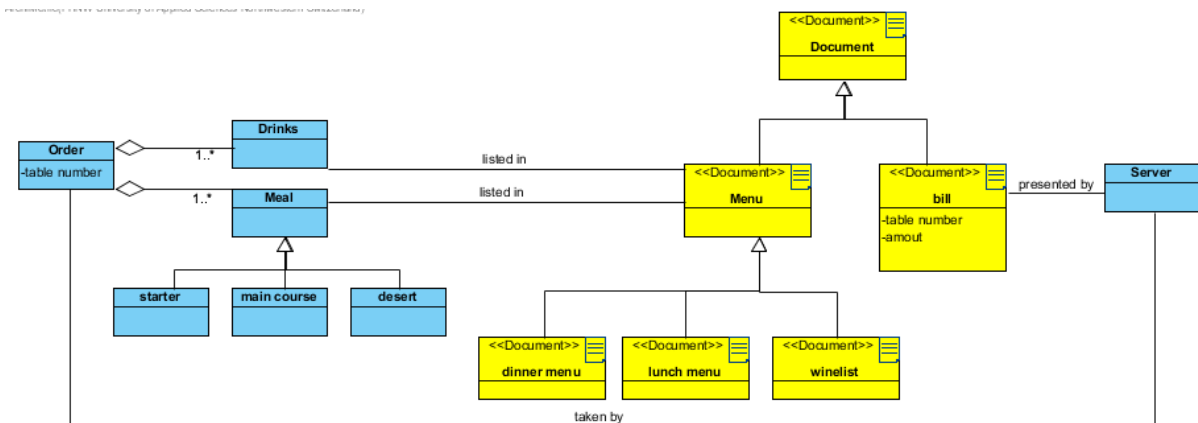 <<Document>>
Document
Drinks
1..*
Order
-table number
listed in
<<Document>>
Menu
<<Document>>
bill
-table number
-amout
presented by
Server
1..*
Meal
listed in
starter
main course
desert
<<Document>>
dinner menu
<<Document>>
lunch menu
<<Document>>
winelist
taken by